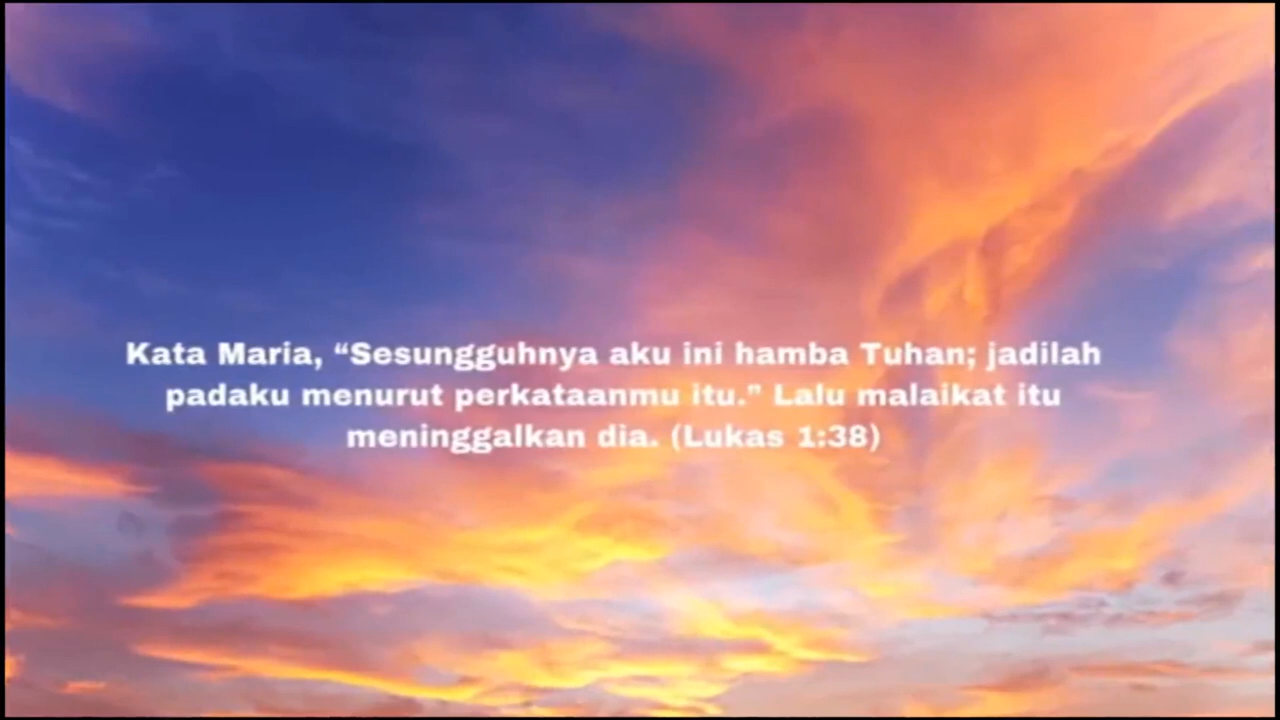 Kata Maria, “Sesungguhnya aku ini hamba Tuhan; jadilah
padaku menurut perkataanmu itu.” Lalu malaikat itu
meninggalkan dia. (Lukas 1:38)